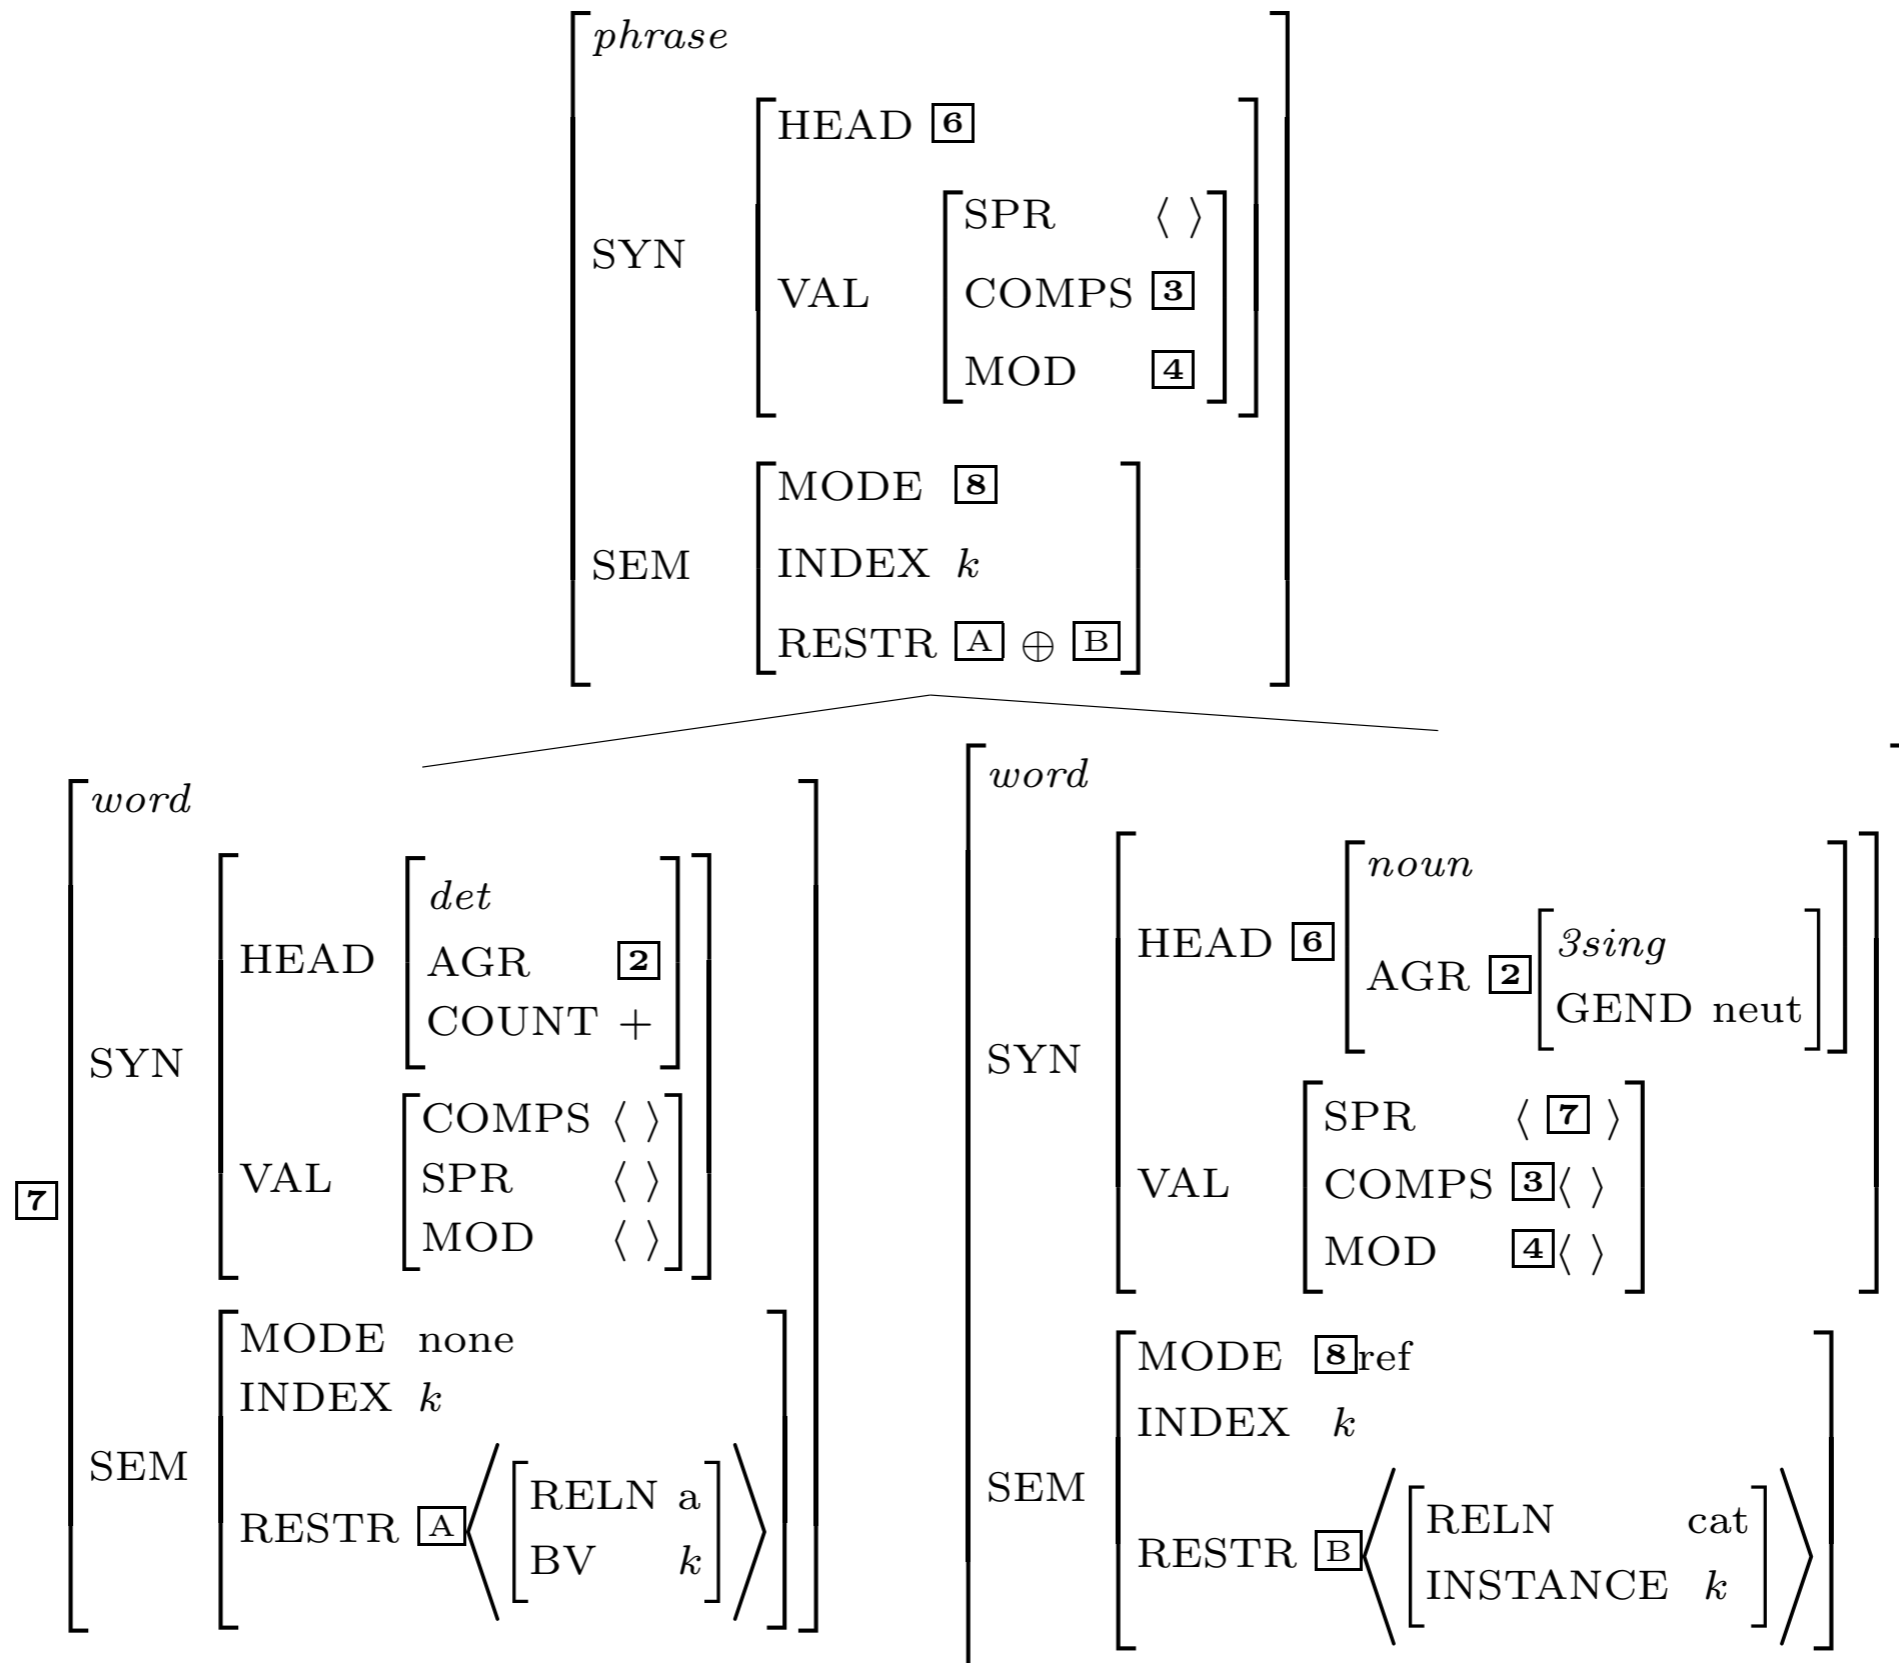 phrase
HEAD 6
SPR ⟨ ⟩
SYN
VAL
COMPS 3
MOD 4
MODE 8
SEM
INDEX k
RESTR A ⊕ B
7
word
det
HEAD
AGR 2
COUNT +
SYN
COMPS ⟨ ⟩
VAL
SPR ⟨ ⟩
MOD ⟨ ⟩
MODE none
INDEX k
SEM
RELN a
RESTR A
BV k
word
noun
HEAD 6
3sing
AGR 2
GEND neut
SYN
SPR ⟨ 7 ⟩
VAL
COMPS 3⟨ ⟩
MOD 4⟨ ⟩
MODE 8ref
INDEX k
SEM
RELN cat
RESTR B
INSTANCE k